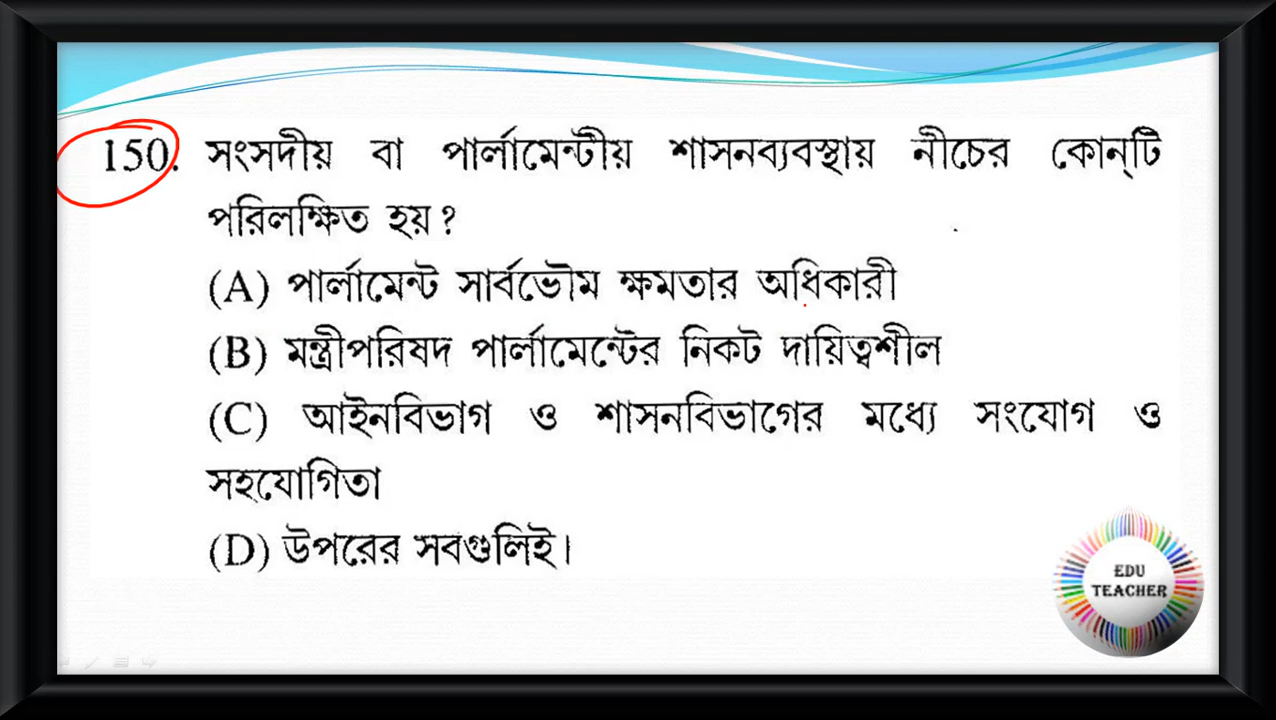 150. সংসদীয় বা পার্লামেন্টীয় শাসনব্যবস্থায় নীচের কোন্‌টি
পরিলক্ষিত হয়?
(A) পার্লামেন্ট সার্বভৌম ক্ষমতার অধিকারী
(B) মন্ত্রীপরিষদ পার্লামেন্টের নিকট দায়িত্বশীল
(C) আইনবিভাগ ও শাসনবিভাগের মধ্যে সংযোগ ও
সহযোগিতা
(D) উপরের সবগুলিই।
EDU
TEACHER